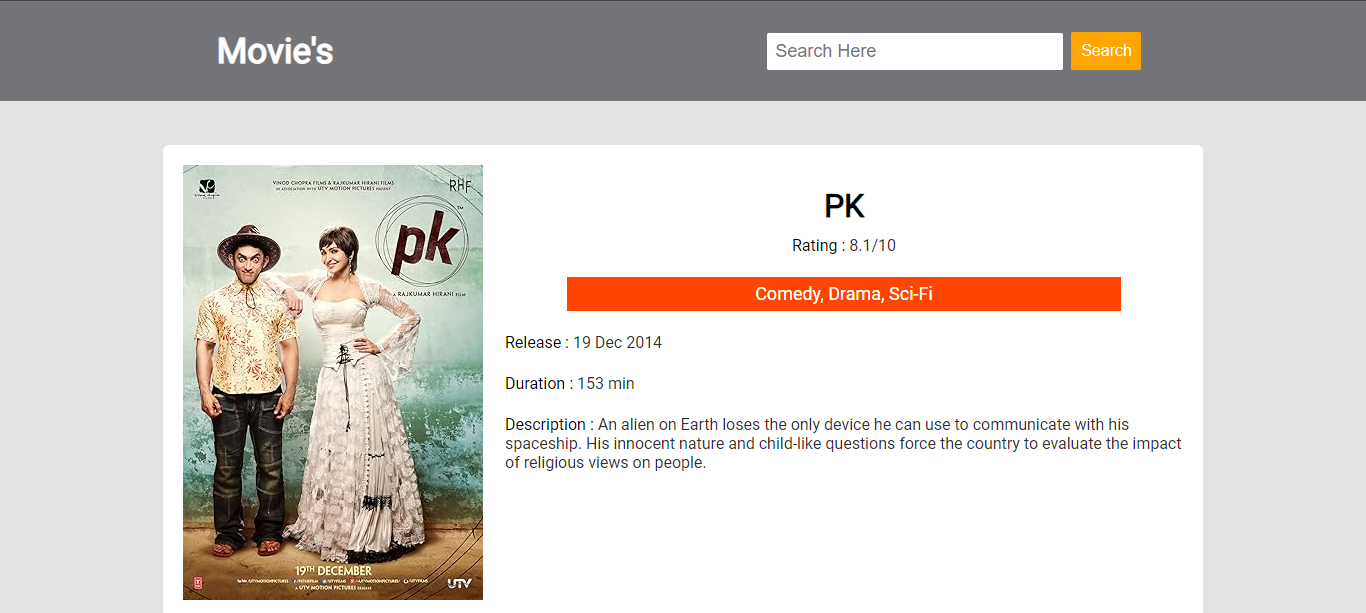 Movie's
Search Here
Search
VINOD CHOPRA FILMS & RAJKUMAR HIRANI FILMS
IN ASSOCIATION WITH UTV MOTION PICTURES PRESENT
RHF
pk
TM
A RAJKUMAR HIRANI FILM
19TH DECEMBER
A UTV MOTION PICTURES RELEASE
UTV
PK
Rating : 8.1/10
Comedy, Drama, Sci-Fi
Release : 19 Dec 2014
Duration : 153 min
Description : An alien on Earth loses the only device he can use to communicate with his
spaceship. His innocent nature and child-like questions force the country to evaluate the impact
of religious views on people.